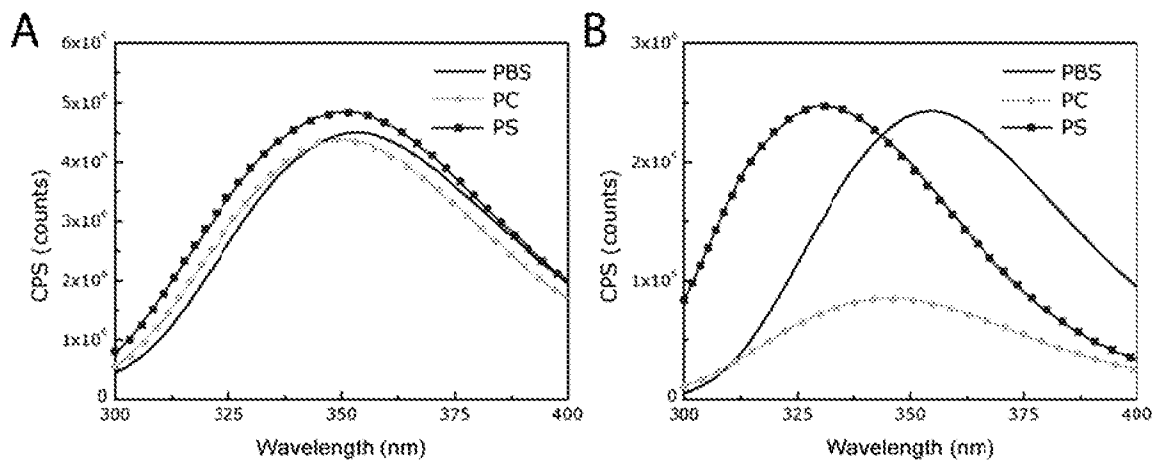 A
6x10⁶
5x10⁶
4x10⁶
3x10⁶
2x10⁶
1x10⁶
0
CPS (counts)
PBS
PC
PS
300
325
350
375
400
Wavelength (nm)
B
3x10⁶
2x10⁶
1x10⁶
0
CPS (counts)
PBS
PC
PS
300
325
350
375
400
Wavelength (nm)